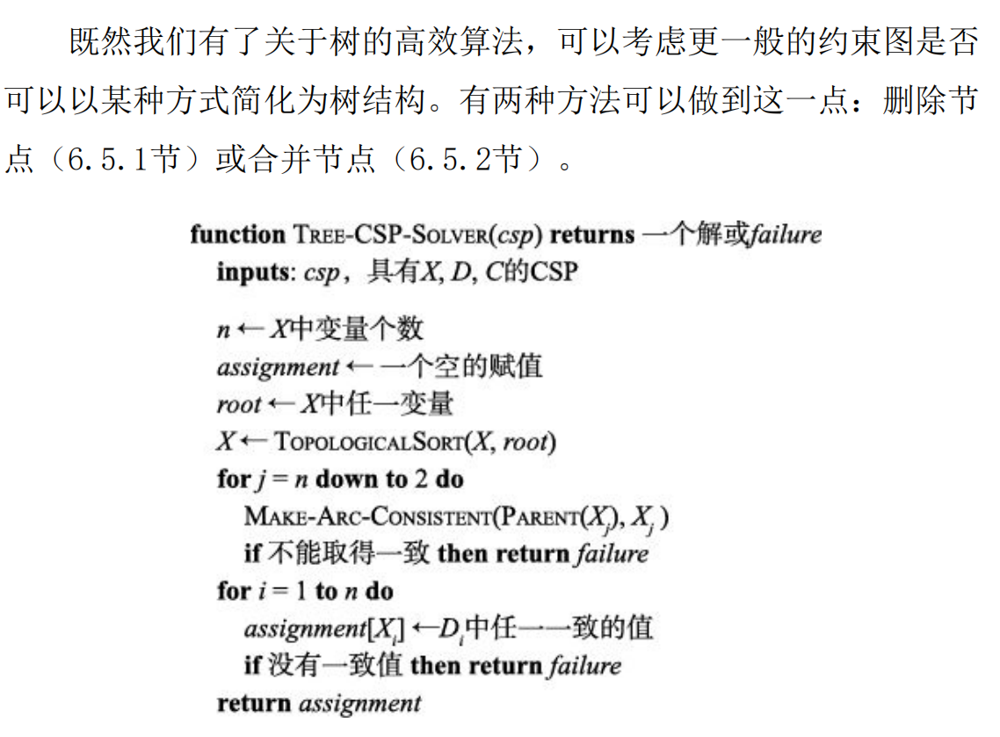 既然我们有了关于树的高效算法，可以考虑更一般的约束图是否
可以以某种方式简化为树结构。有两种方法可以做到这一点：删除节
点（6.5.1节）或合并节点（6.5.2节）。
function TREE-CSP-SOLVER(csp) returns 一个解或failure
inputs: csp，具有X, D, C的CSP
n ← X中变量个数
assignment ← 一个空的赋值
root ← X中任一变量
X ← TOPOLOGICALSORT(X, root)
for j = n down to 2 do
MAKE-ARC-CONSISTENT(PARENT(Xj), Xj )
if 不能取得一致 then return failure
for i = 1 to n do
assignment[Xi] ←Di中任一一致的值
if 没有一致值 then return failure
return assignment